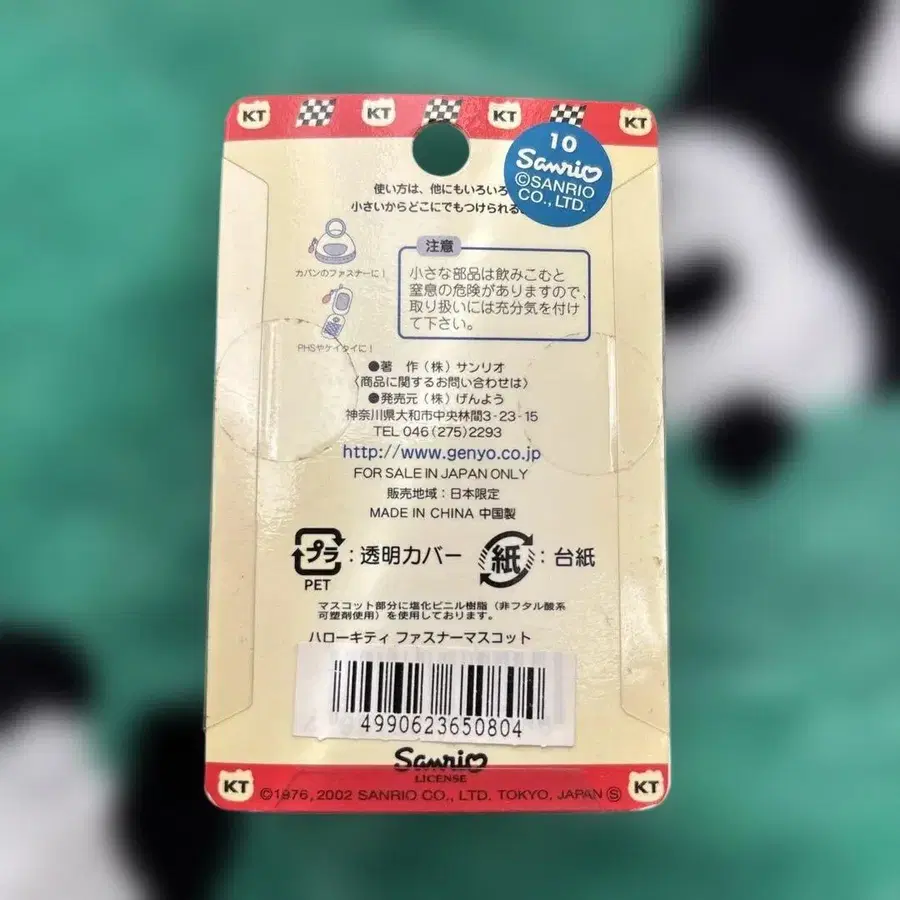 KT KT KT KT
10
Sanrio
©SANRIO
CO., LTD.
使い方は、他にもいろいろ
小さいからどこにでもつけられる
カバンのファスナーに!
PHSやケイタイに!
注意
小さな部品は飲みこむと
窒息の危険がありますので、
取り扱いには充分気を付け
て下さい。
●著 作(株)サンリオ
〈商品に関するお問い合わせは〉
●発売元(株)げんよう
神奈川県大和市中央林間3-23-15
TEL 046(275)2293
http://www.genyo.co.jp
FOR SALE IN JAPAN ONLY
販売地域:日本限定
MADE IN CHINA 中国製
プラ:透明カバー 紙:台紙
PET
マスコット部分に塩化ビニル樹脂(非フタル酸系
可塑剤使用)を使用しております。
ハローキティ ファスナーマスコット
4990623650804
Sanrio
LICENSE
KT KT
©1976, 2002 SANRIO CO., LTD. TOKYO, JAPAN Ⓢ